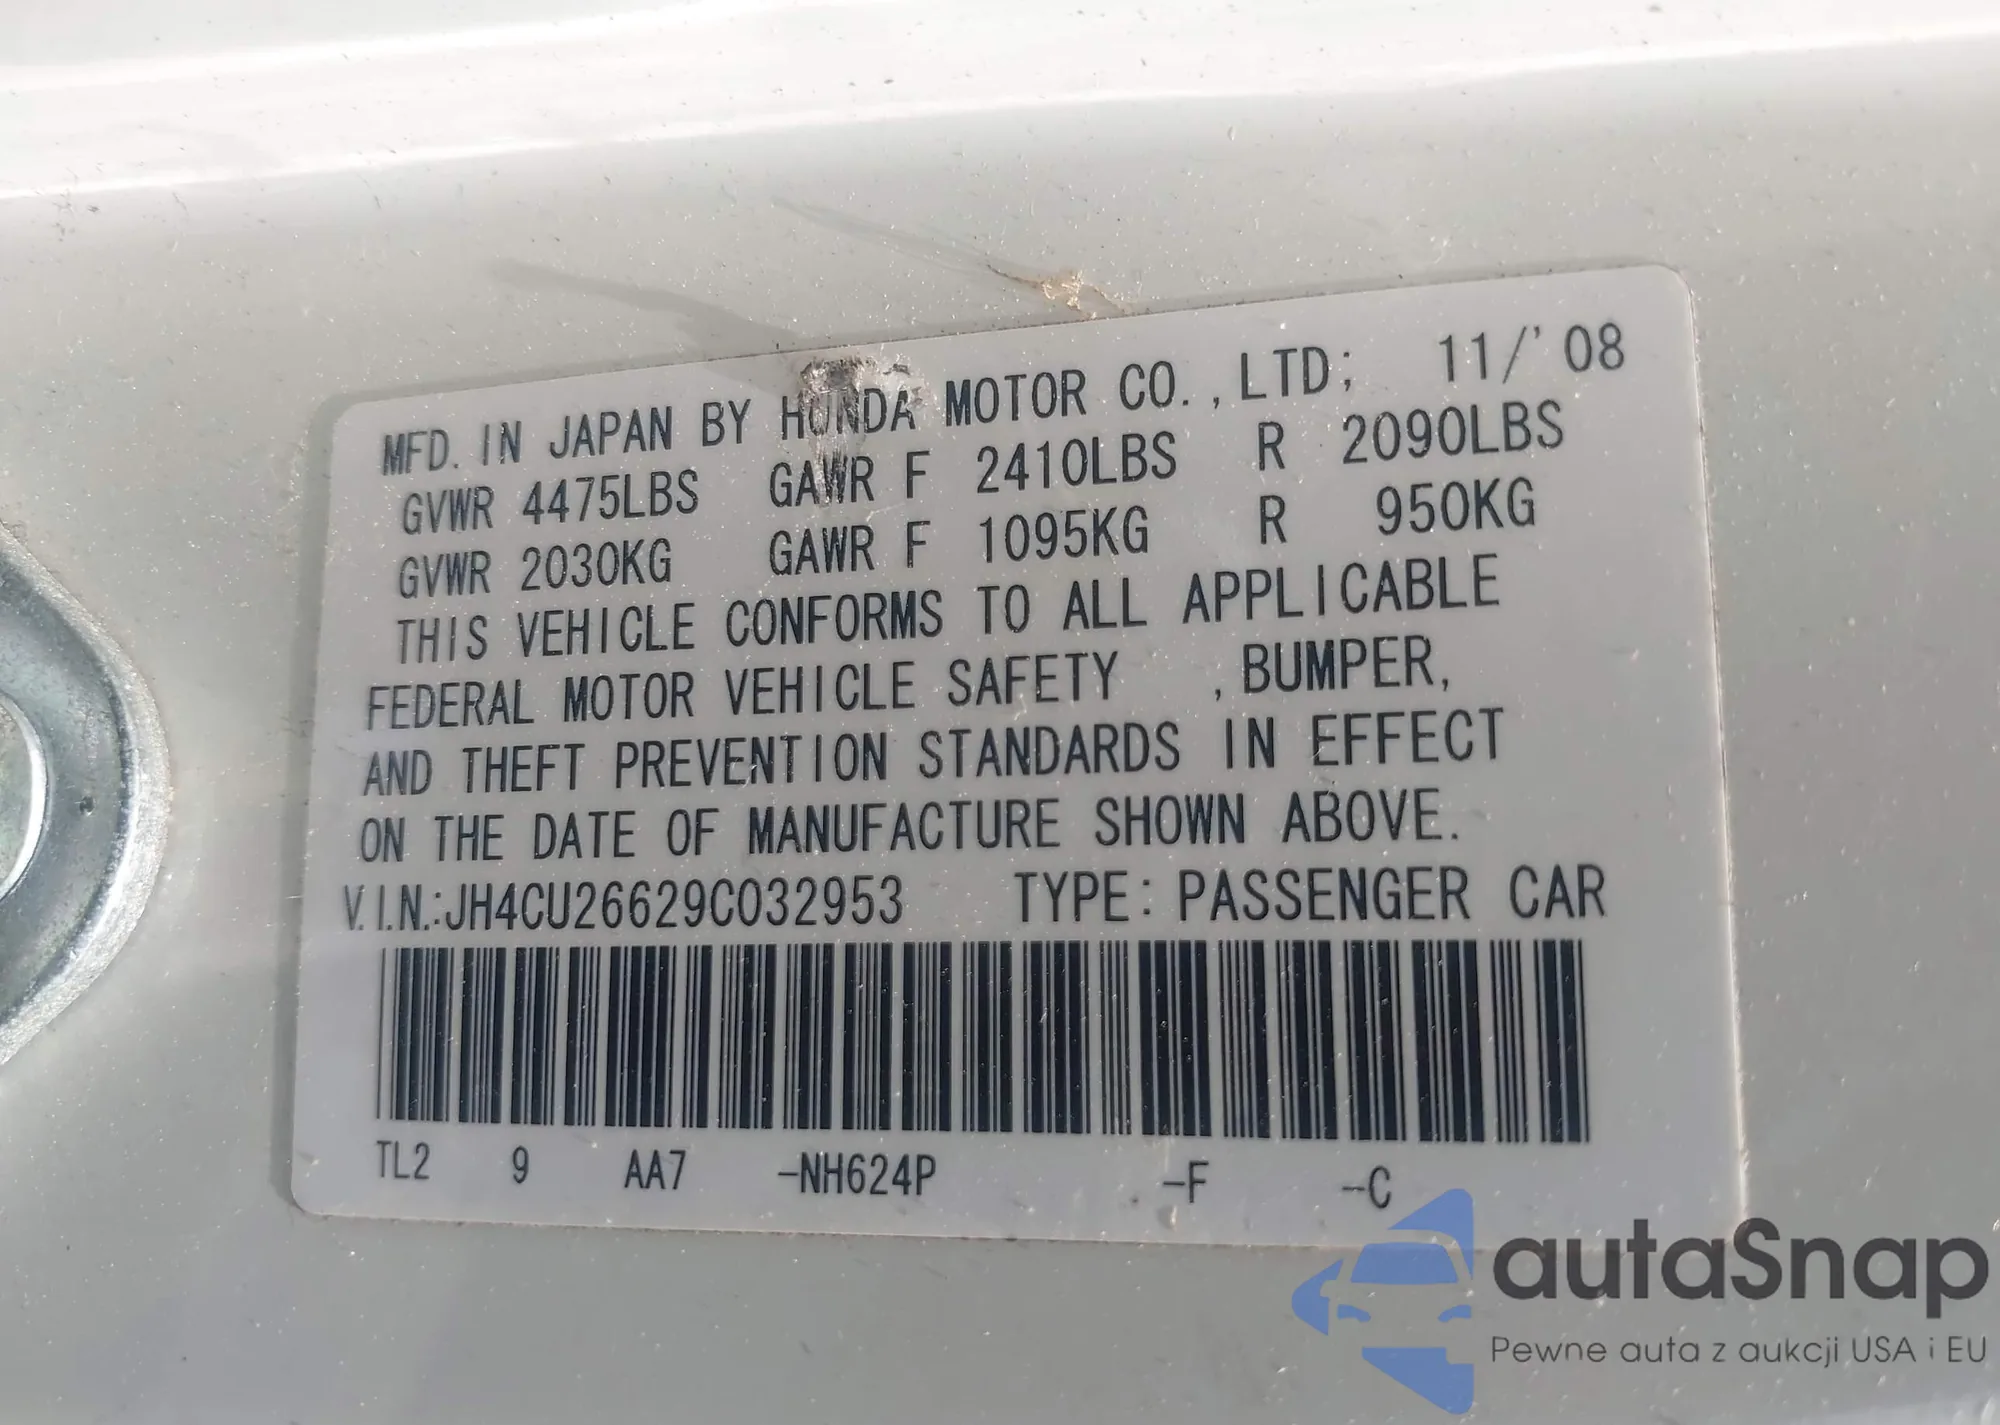 MFD. IN JAPAN BY HONDA MOTOR CO., LTD; 11/'08
GVWR 4475LBS GAWR F 2410LBS R 2090LBS
GVWR 2030KG GAWR F 1095KG R 950KG
THIS VEHICLE CONFORMS TO ALL APPLICABLE
FEDERAL MOTOR VEHICLE SAFETY , BUMPER,
AND THEFT PREVENTION STANDARDS IN EFFECT
ON THE DATE OF MANUFACTURE SHOWN ABOVE.
V.I.N.:JH4CU26629C032953 TYPE: PASSENGER CAR
TL2 9 AA7 -NH624P -F -C
autaSnap
Pewne auta z aukcji USA i EU